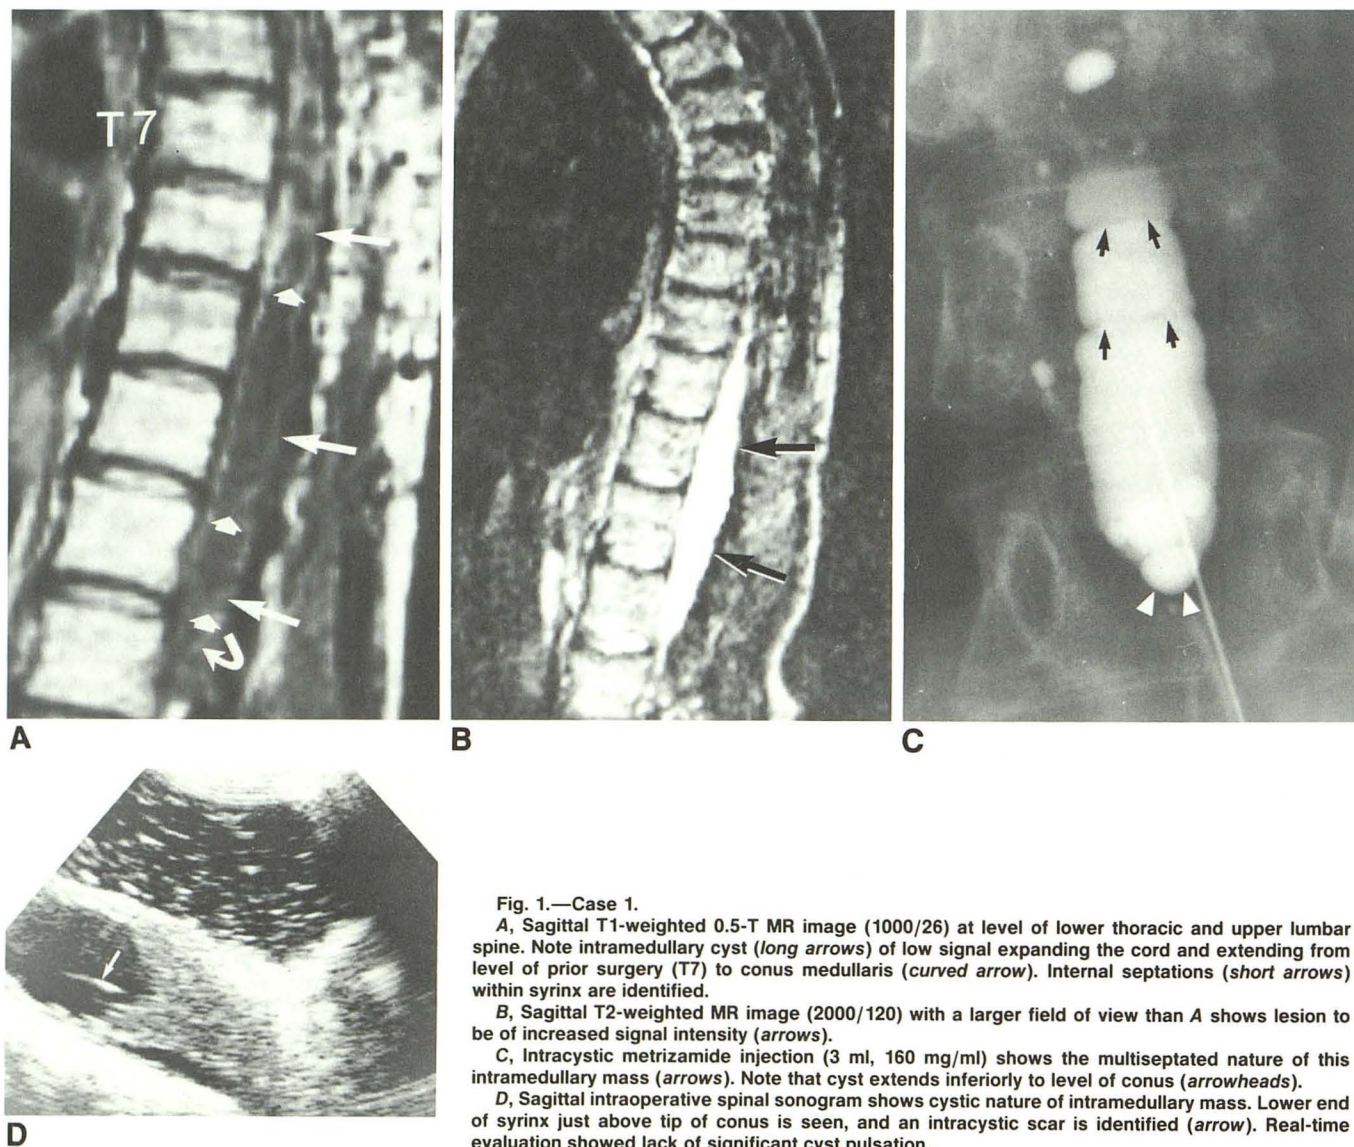 T7
A
B
C
D
Fig. 1.—Case 1.
A, Sagittal T1-weighted 0.5-T MR image (1000/26) at level of lower thoracic and upper lumbar
spine. Note intramedullary cyst (long arrows) of low signal expanding the cord and extending from
level of prior surgery (T7) to conus medullaris (curved arrow). Internal septations (short arrows)
within syrinx are identified.
B, Sagittal T2-weighted MR image (2000/120) with a larger field of view than A shows lesion to
be of increased signal intensity (arrows).
C, Intracystic metrizamide injection (3 ml, 160 mg/ml) shows the multiseptated nature of this
intramedullary mass (arrows). Note that cyst extends inferiorly to level of conus (arrowheads).
D, Sagittal intraoperative spinal sonogram shows cystic nature of intramedullary mass. Lower end
of syrinx just above tip of conus is seen, and an intracystic scar is identified (arrow). Real-time
evaluation showed lack of significant cyst pulsation.